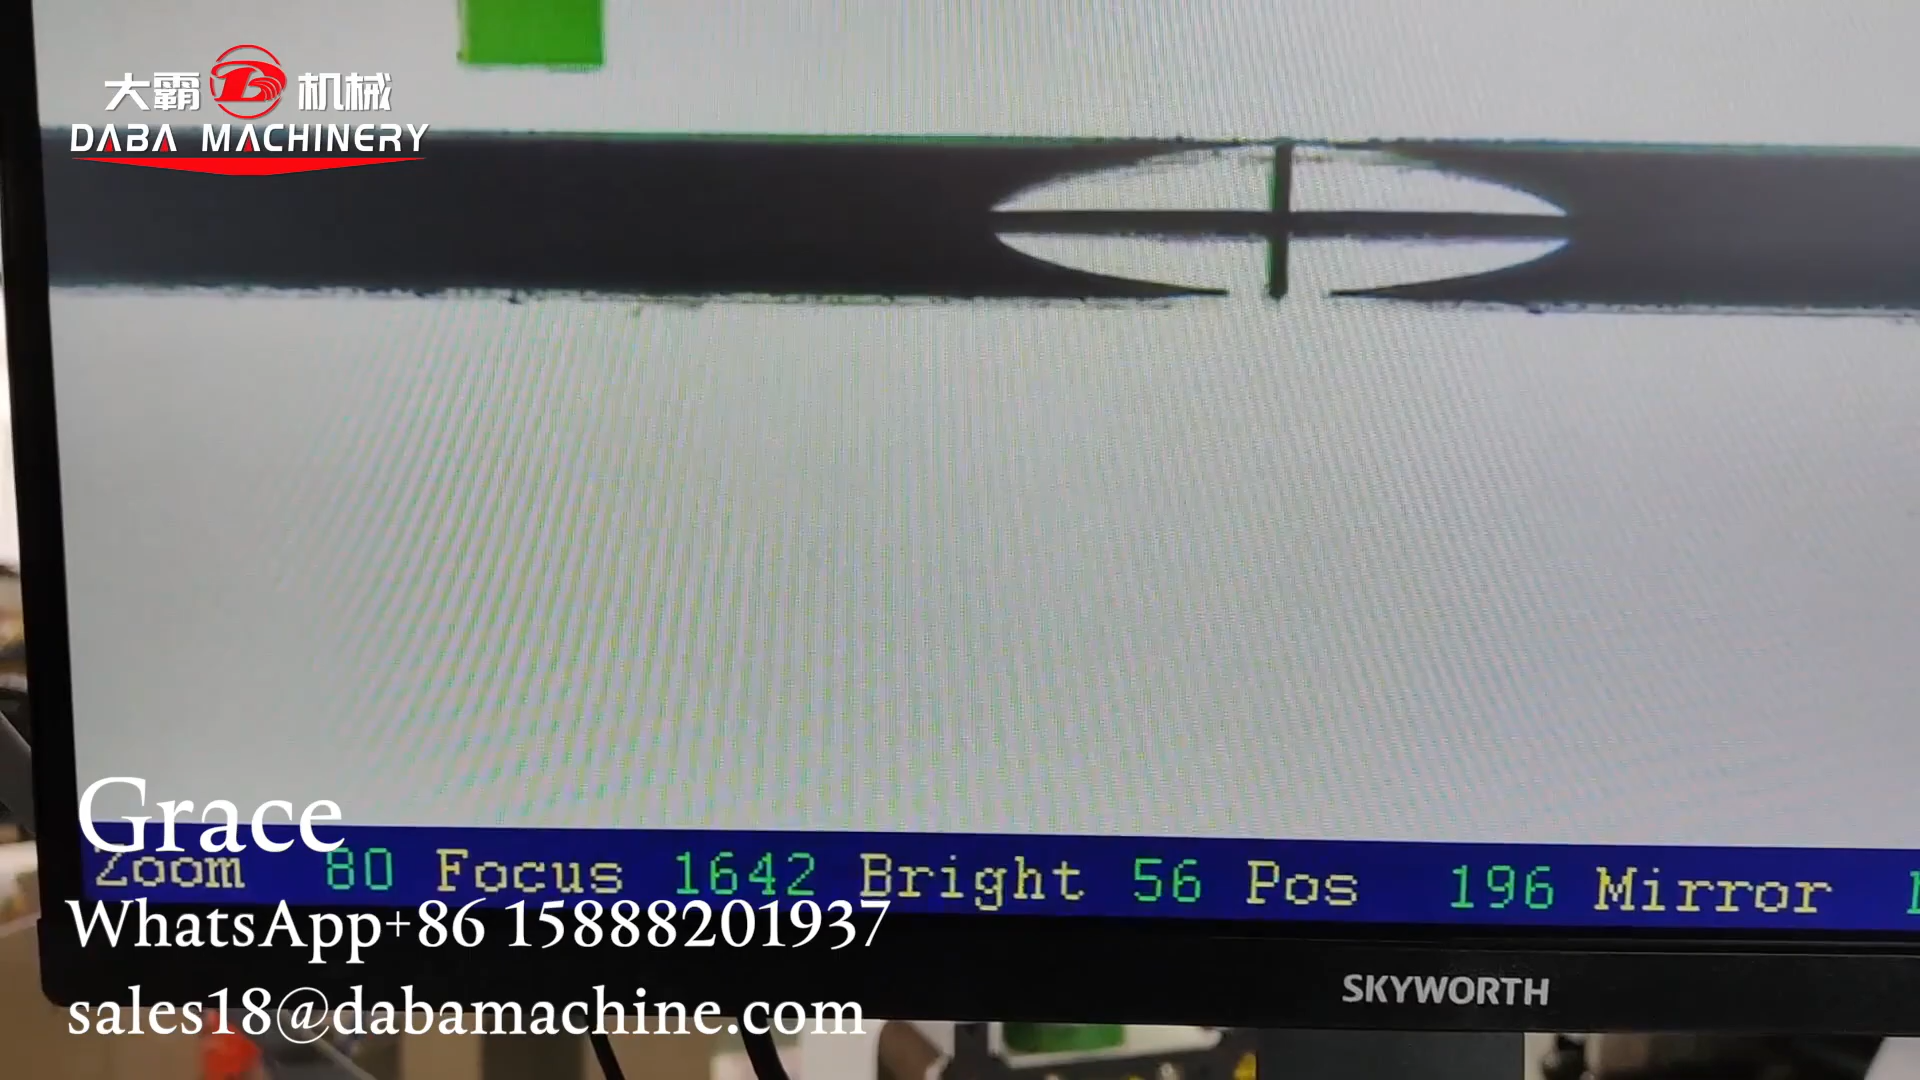 大霸 机械
DABA MACHINERY
Grace
Zoom 80 Focus 1642 Bright 56 Pos 196 Mirror
WhatsApp+86 15888201937
SKYWORTH
sales18@dabamachine.com